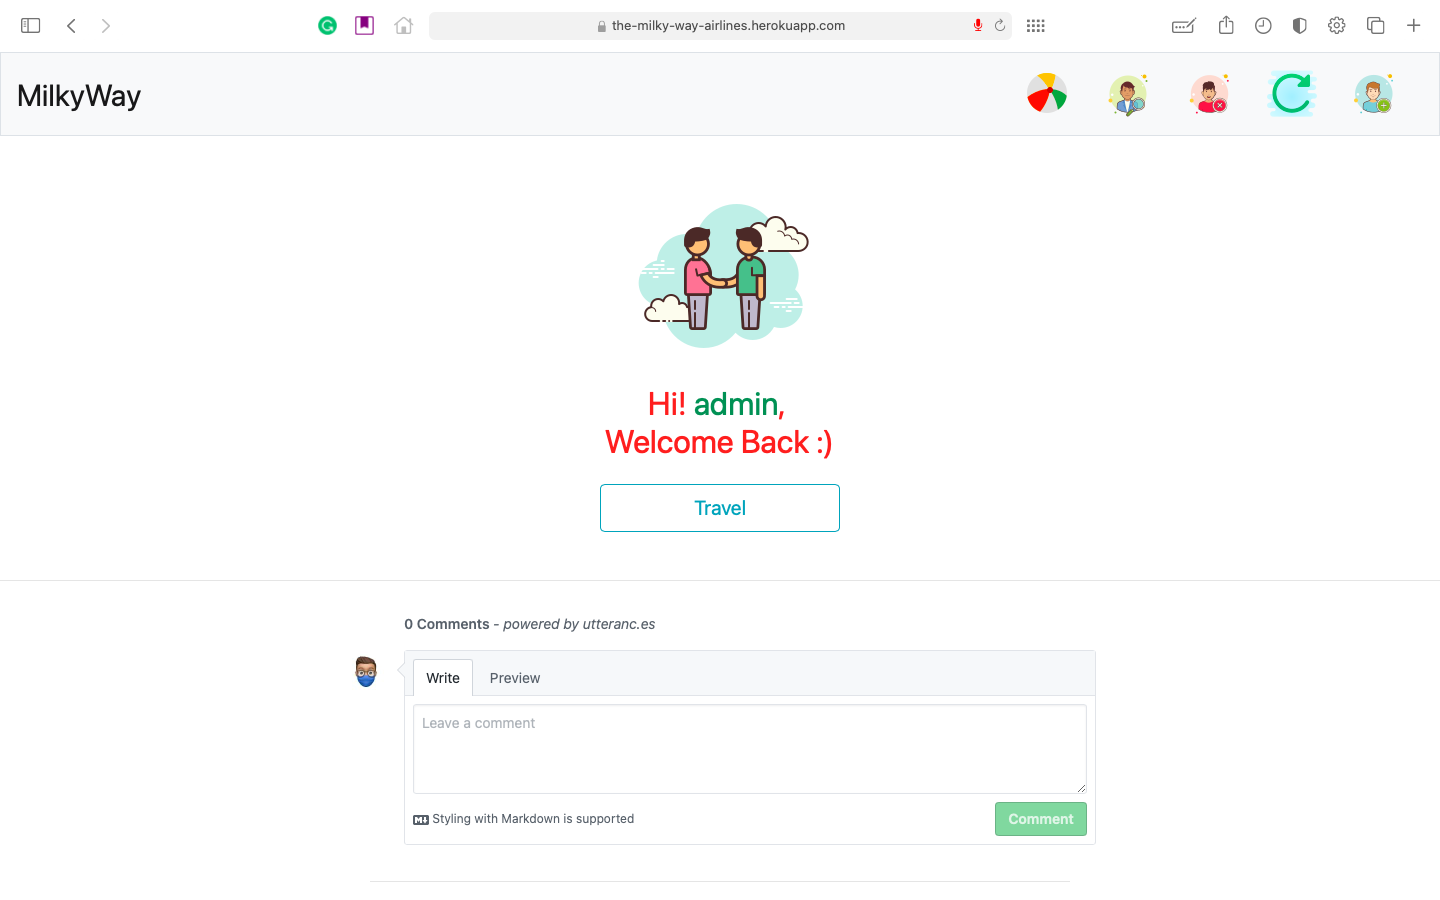 the-milky-way-airlines.herokuapp.com
MilkyWay
Hi! admin,
Welcome Back :)
Travel
0 Comments - powered by utteranc.es
Write Preview
Leave a comment
Styling with Markdown is supported
Comment